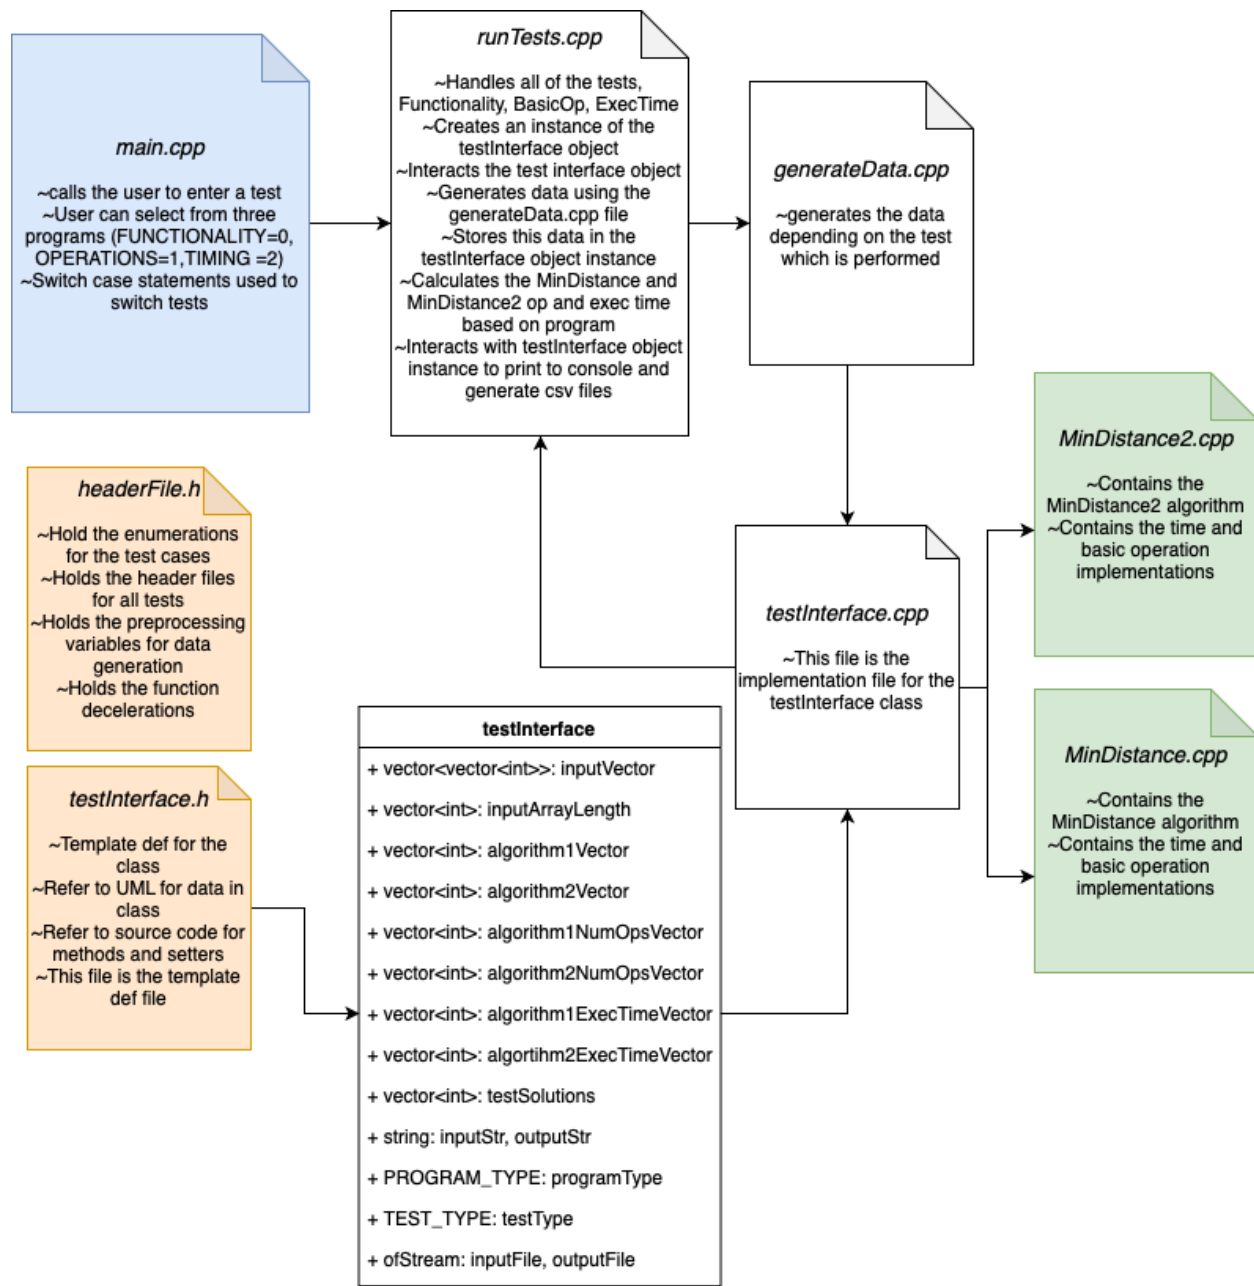 main.cpp
~calls the user to enter a test
~User can select from three
programs (FUNCTIONALITY=0,
OPERATIONS=1,TIMING =2)
~Switch case statements used to
switch tests
runTests.cpp
~Handles all of the tests,
Functionality, BasicOp, ExecTime
~Creates an instance of the
testInterface object
~Interacts the test interface object
~Generates data using the
generateData.cpp file
~Stores this data in the
testInterface object instance
~Calculates the MinDistance and
MinDistance2 op and exec time
based on program
~Interacts with testInterface object
instance to print to console and
generate csv files
generateData.cpp
~generates the data
depending on the test
which is performed
MinDistance2.cpp
~Contains the
MinDistance2 algorithm
~Contains the time and
basic operation
implementations
headerFile.h
~Hold the enumerations
for the test cases
~Holds the header files
for all tests
~Holds the preprocessing
variables for data
generation
~Holds the function
decelerations
testInterface.cpp
~This file is the
implementation file for the
testInterface class
MinDistance.cpp
~Contains the
MinDistance algorithm
~Contains the time and
basic operation
implementations
testInterface.h
~Template def for the
class
~Refer to UML for data in
class
~Refer to source code for
methods and setters
~This file is the template
def file
testInterface
+ vector<vector<int>>: inputVector
+ vector<int>: inputArrayLength
+ vector<int>: algorithm1Vector
+ vector<int>: algorithm2Vector
+ vector<int>: algorithm1NumOpsVector
+ vector<int>: algorithm2NumOpsVector
+ vector<int>: algorithm1ExecTimeVector
+ vector<int>: algortihm2ExecTimeVector
+ vector<int>: testSolutions
+ string: inputStr, outputStr
+ PROGRAM_TYPE: programType
+ TEST_TYPE: testType
+ ofStream: inputFile, outputFile